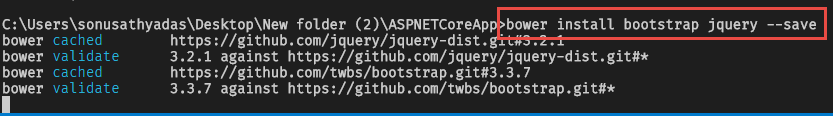 C:\Users\sonusathyadas\Desktop\New folder (2)\ASPNETCoreApp>bower install bootstrap jquery --save
bower cached https://github.com/jquery/jquery-dist.git#3.2.1
bower validate 3.2.1 against https://github.com/jquery/jquery-dist.git#*
bower cached https://github.com/twbs/bootstrap.git#3.3.7
bower validate 3.3.7 against https://github.com/twbs/bootstrap.git#*